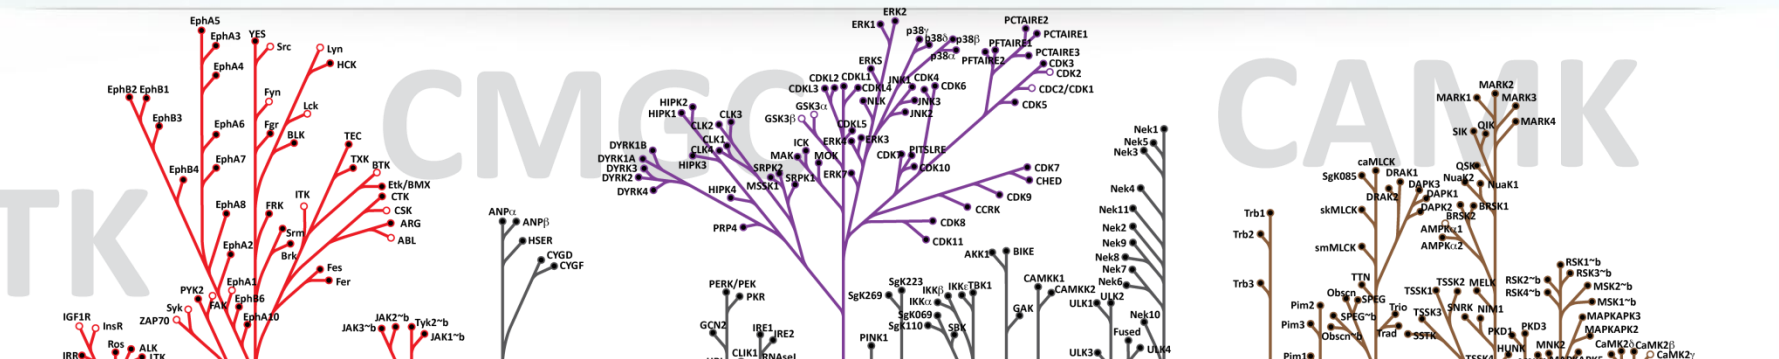 TK
CMGC
CAMK
EphA5
EphA3
EphA4
EphB2
EphB1
EphB3
EphA6
EphA7
EphB4
EphA8
EphA2
EphA1
EphB6
EphA10
YES
Src
Lyn
HCK
Fyn
Lck
Fgr
BLK
TEC
TXK
BTK
ITK
Etk/BMX
CTK
CSK
FRK
ARG
Srm
ABL
Brk
Fes
Fer
PYK2
FAK
Syk
ZAP70
IGF1R
InsR
IRR
Ros
ALK
LTK
JAK3~b
JAK2~b
Tyk2~b
JAK1~b
ANPα
ANPβ
HSER
CYGD
CYGF
ERK2
ERK1
p38γ
p38δ
p38β
p38α
PCTAIRE2
PCTAIRE1
PFTAIRE1
PCTAIRE3
PFTAIRE2
CDK3
CDK2
CDC2/CDK1
CDK5
ERK5
JNK1
CDK4
CDK6
JNK3
JNK2
CDKL2
CDKL1
CDKL3
CDKL4
NLK
GSK3α
GSK3β
CDKL5
ERK4
ERK3
HIPK2
HIPK1
CLK3
CLK2
CLK1
CLK4
HIPK3
ICK
MAK
MOK
ERK7
CDK7
PITSLRE
CDK10
DYRK1B
DYRK1A
DYRK3
DYRK2
DYRK4
SRPK2
MSSK1
SRPK1
HIPK4
PRP4
CDK7
CHED
CDK9
CCRK
CDK8
CDK11
PERK/PEK
PKR
GCN2
IRE1
IRE2
CLIK1
RNAseL
AKK1
BIKE
SgK223
SgK269
IKKβ
IKKε
TBK1
IKKα
SgK069
SgK110
SBK
PINK1
CAMKK1
CAMKK2
GAK
Nek1
Nek5
Nek3
Nek4
Nek11
Nek2
Nek9
Nek8
Nek7
Nek6
Nek10
ULK1
ULK2
Fused
ULK3
ULK4
Trb1
Trb2
Trb3
MARK2
MARK1
MARK3
MARK4
QIK
SIK
QSK
NuaK2
NuaK1
BRSK1
BRSK2
AMPKα1
AMPKα2
caMLCK
SgK085
DRAK1
DAPK3
DAPK1
DRAK2
DAPK2
skMLCK
smMLCK
TTN
Obscn
SPEG
SPEG~b
Obscn~b
Trio
Trad
Pim2
Pim3
Pim1
TSSK2
TSSK1
MELK
SNRK
NIM1
TSSK3
SSTK
TSSK4
PKD1
PKD3
HUNK
MNK2
RSK1~b
RSK3~b
RSK2~b
RSK4~b
MSK2~b
MSK1~b
MAPKAPK3
MAPKAPK2
MAPKAPK5
CaMK2δ
CaMK2β
CaMK2γ